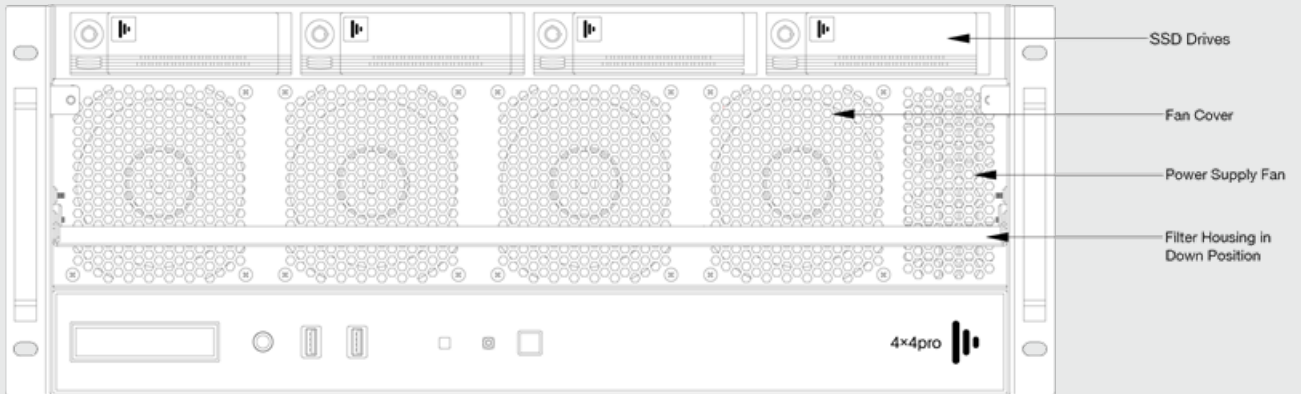 SSD Drives
Fan Cover
Power Supply Fan
Filter Housing in
Down Position
4×4pro